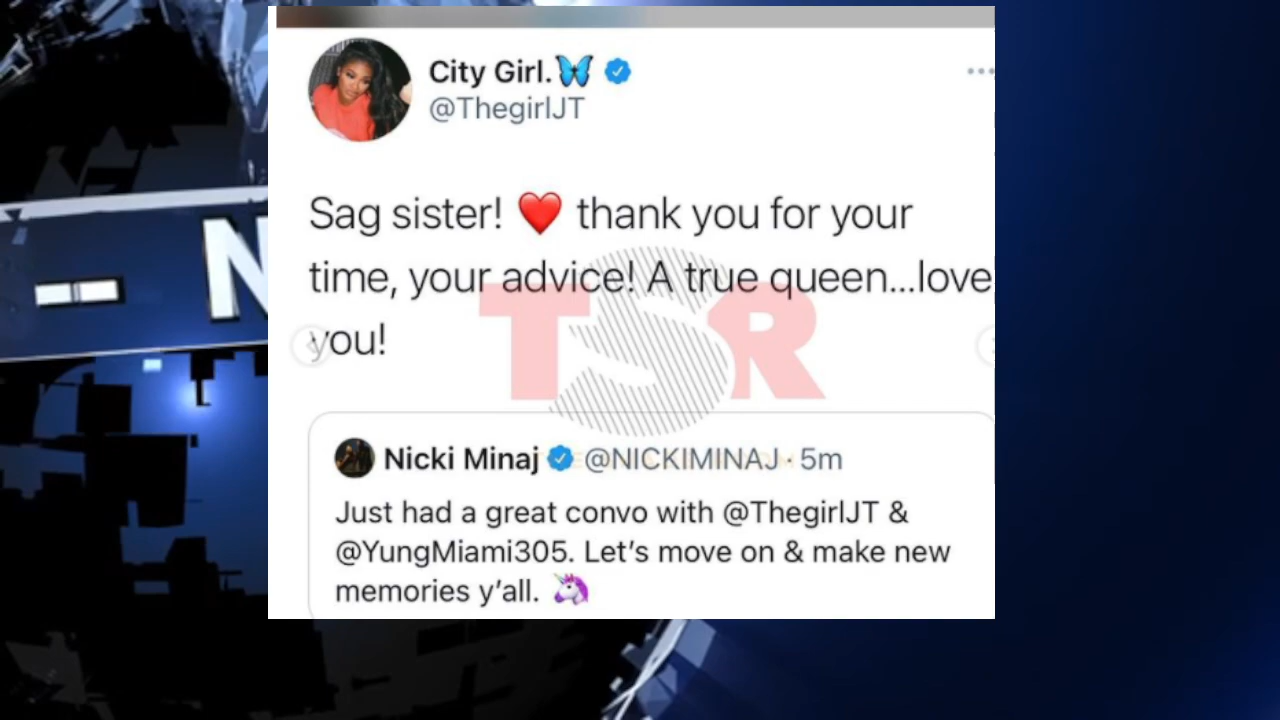 City Girl.🦋
@ThegirlJT
Sag sister! ❤️ thank you for your
time, your advice! A true queen...love
you!
TSR
Nicki Minaj @NICKIMINAJ · 5m
Just had a great convo with @ThegirlJT &
@YungMiami305. Let's move on & make new
memories y'all. 🦄
N